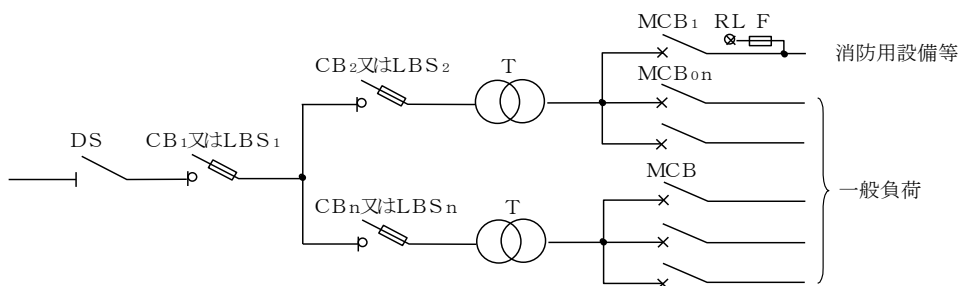 MCB₁ RL F
消防用設備等
CB₂又はLBS₂
T
MCB₀n
DS
CB₁又はLBS₁
MCB
一般負荷
CBn又はLBSn
T